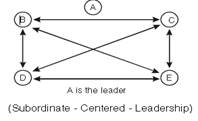 A
B
C
D
E
A is the leader
(Subordinate - Centered - Leadership)